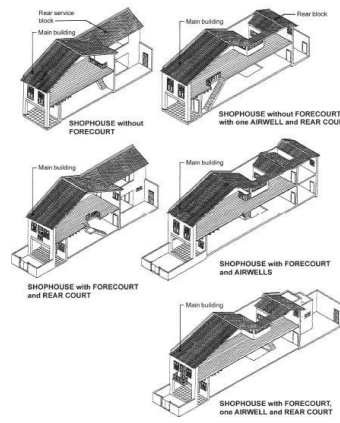 Rear service
block
Main building
SHOPHOUSE without
FORECOURT
Rear block
Main building
SHOPHOUSE without FORECOURT
with one AIRWELL and REAR COU
Main building
SHOPHOUSE with FORECOURT
and REAR COURT
Main building
SHOPHOUSE with FORECOURT
and AIRWELLS
Main building
SHOPHOUSE with FORECOURT,
one AIRWELL and REAR COURT